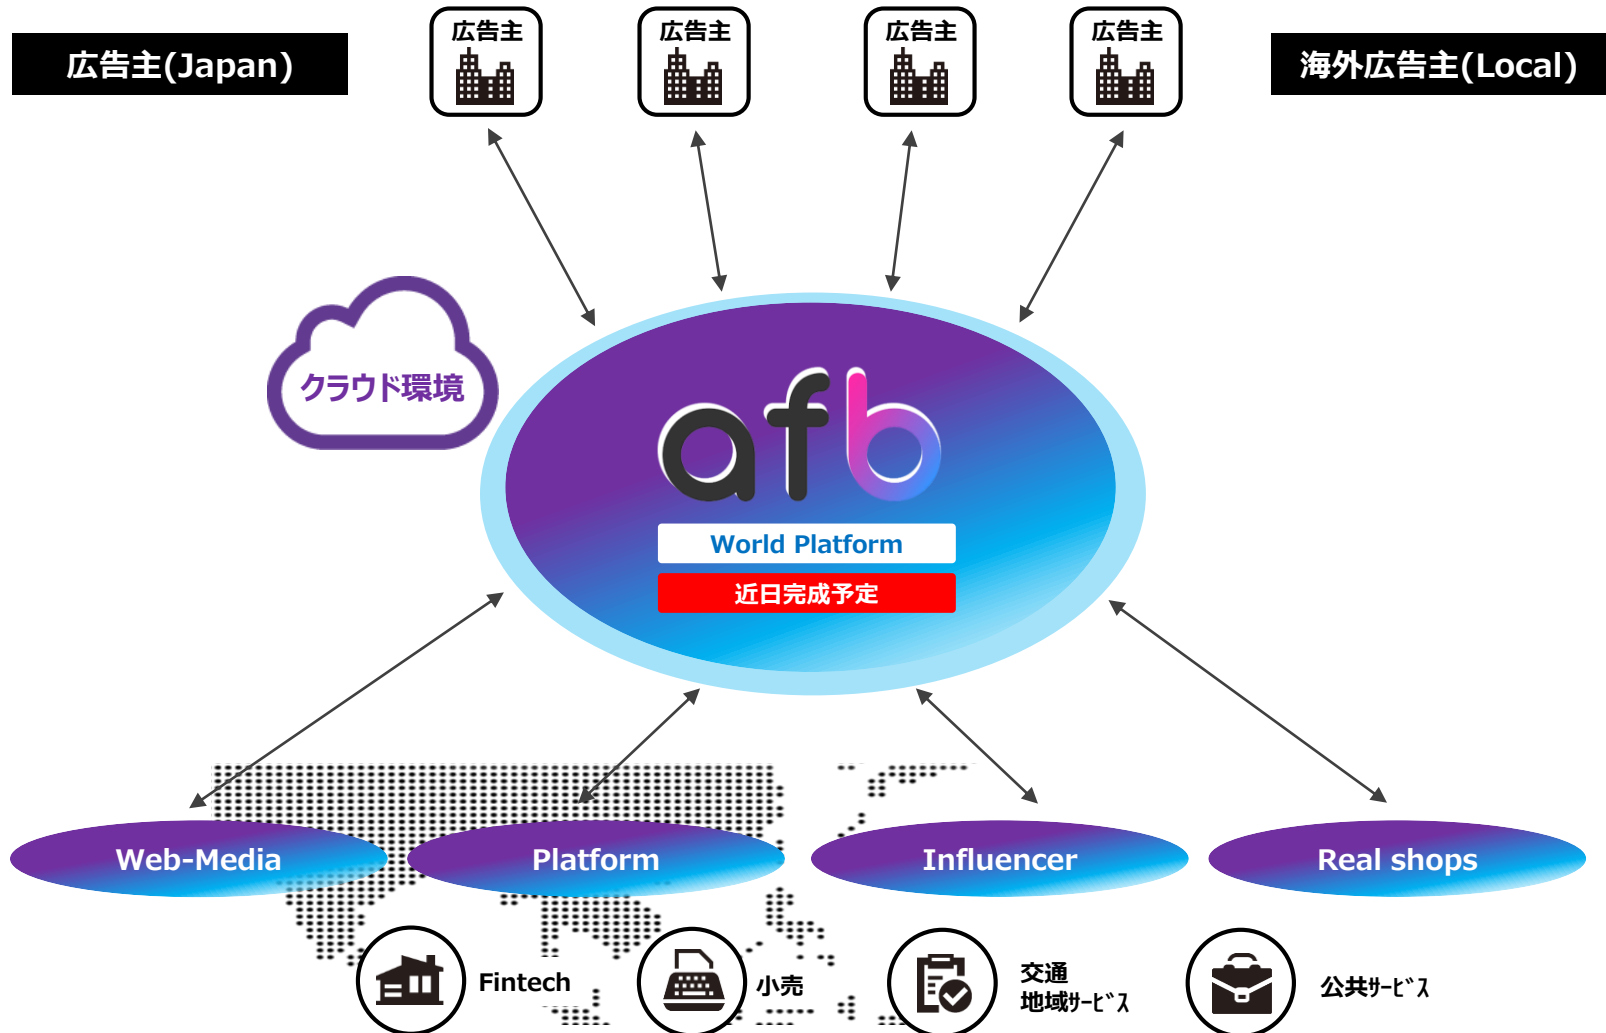 広告主(Japan)
広告主
広告主
広告主
広告主
海外広告主(Local)
クラウド環境
afb
World Platform
近日完成予定
Web-Media
Platform
Influencer
Real shops
Fintech
小売
交通
地域ｻｰﾋﾞｽ
公共ｻｰﾋﾞｽ